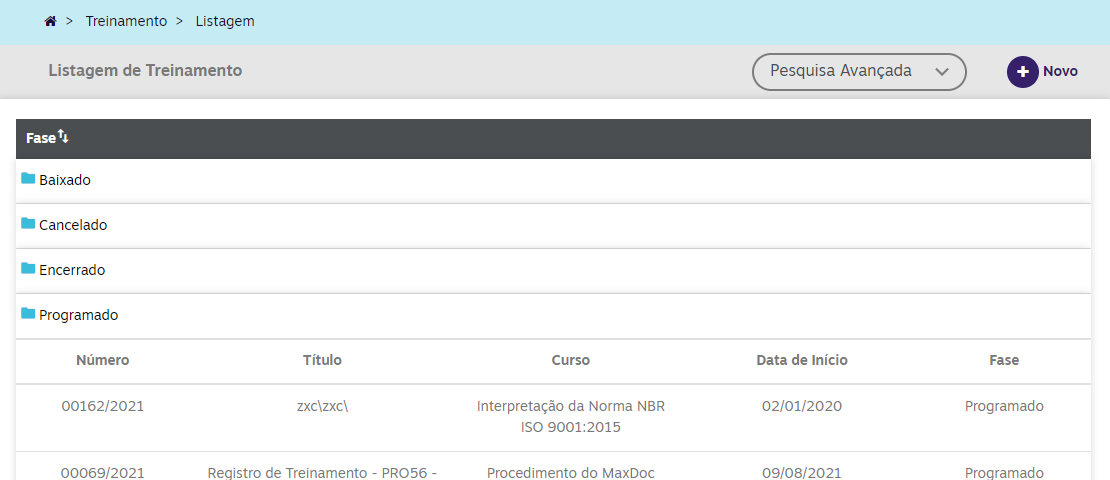 > Treinamento > Listagem
Listagem de Treinamento Pesquisa Avançada Novo
Fase
Baixado
Cancelado
Encerrado
Programado
Número Título Curso Data de Início Fase
00162/2021 zxc\zxc\ Interpretação da Norma NBR 02/01/2020 Programado
ISO 9001:2015
00069/2021 Registro de Treinamento - PRO56 - Procedimento do MaxDoc 09/08/2021 Programado